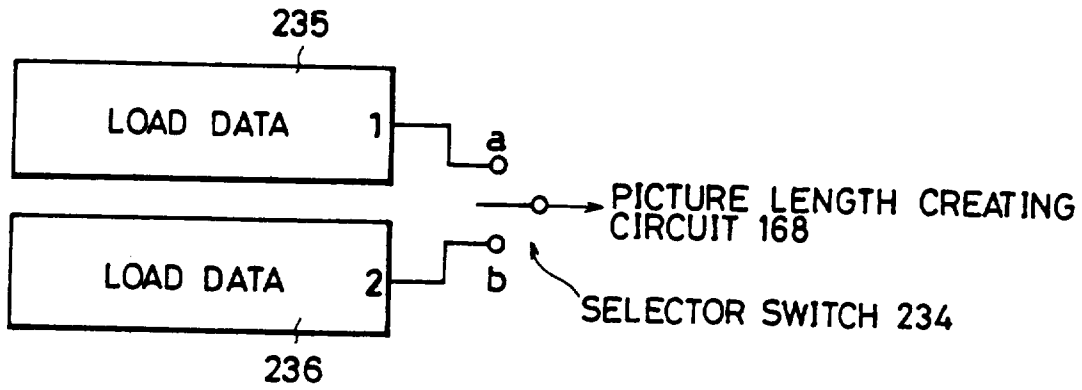 235
LOAD DATA 1
a
PICTURE LENGTH CREATING
CIRCUIT 168
LOAD DATA 2
b
SELECTOR SWITCH 234
236